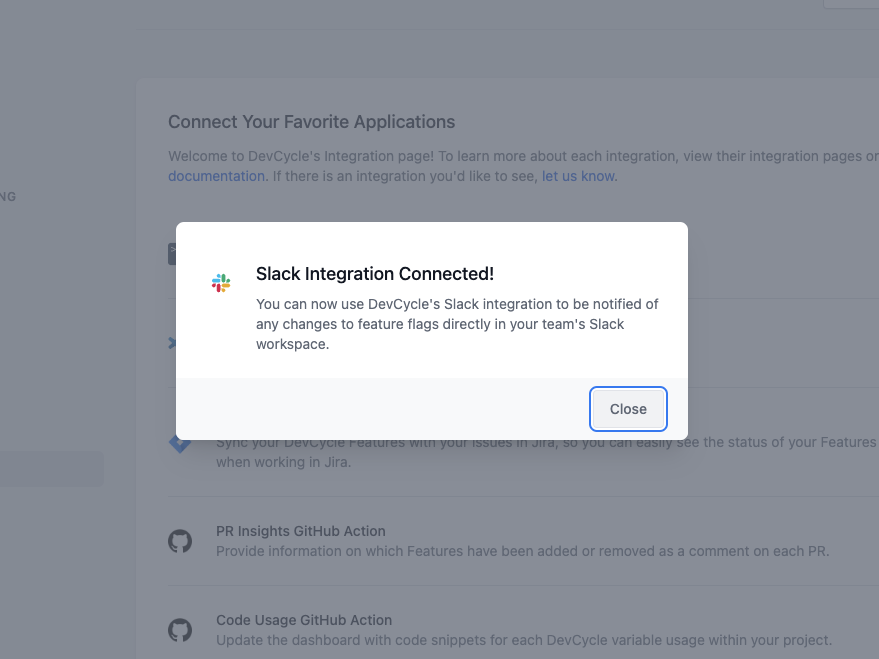 Connect Your Favorite Applications
Welcome to DevCycle's Integration page! To learn more about each integration, view their integration pages or
documentation. If there is an integration you'd like to see, let us know.
NG
Slack Integration Connected!
You can now use DevCycle's Slack integration to be notified of
any changes to feature flags directly in your team's Slack
workspace.
Close
Sync your DevCycle Features with your issues in Jira, so you can easily see the status of your Features
when working in Jira.
PR Insights GitHub Action
Provide information on which Features have been added or removed as a comment on each PR.
Code Usage GitHub Action
Update the dashboard with code snippets for each DevCycle variable usage within your project.